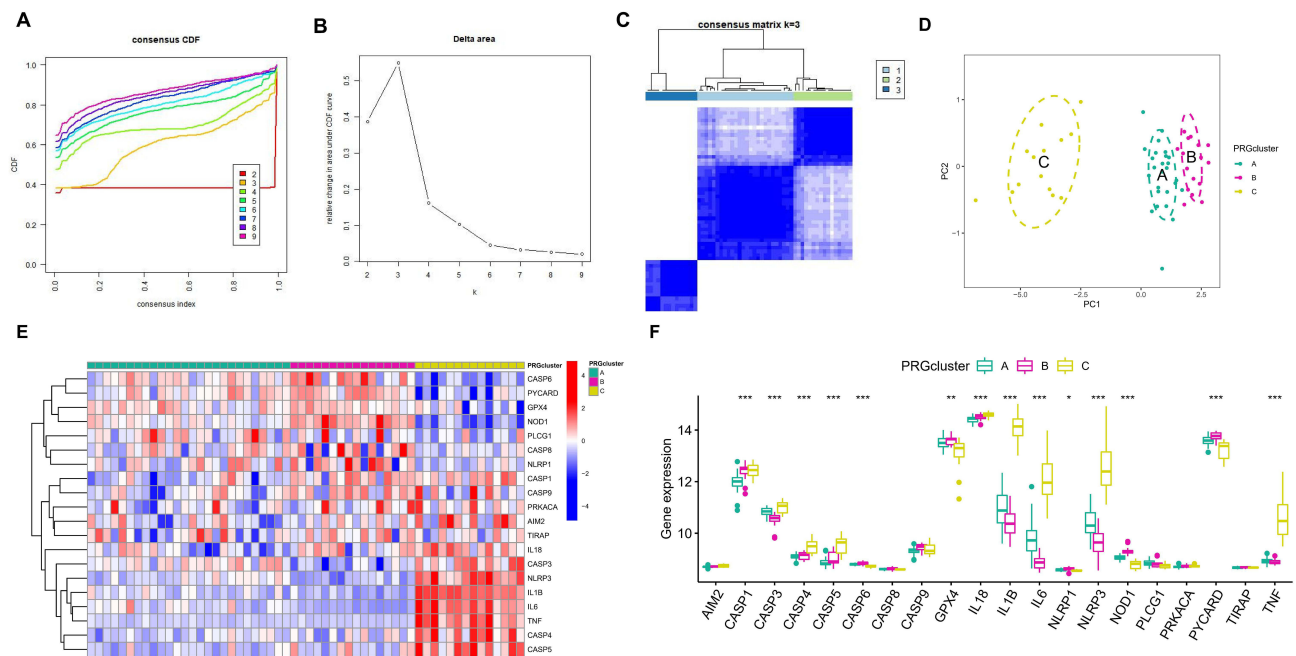 A
consensus CDF
CDF
1.0
0.8
0.6
0.4
0.2
0.0
0.0
0.2
0.4
0.6
0.8
1.0
consensus index
2
3
4
5
6
7
8
9
B
Delta area
relative change in area under CDF curve
0.5
0.4
0.3
0.2
0.1
0.0
2
3
4
5
6
7
8
9
k
C
consensus matrix k=3
1
2
3
D
PC2
1
0
−1
−5.0
−2.5
0.0
2.5
PC1
C
A
B
PRGcluster
A
B
C
E
PRGcluster
CASP6
PYCARD
GPX4
NOD1
PLCG1
CASP8
NLRP1
CASP1
CASP9
PRKACA
AIM2
TIRAP
IL18
CASP3
NLRP3
IL1B
IL6
TNF
CASP4
CASP5
4
2
0
−2
−4
PRGcluster
A
B
C
F
PRGcluster A B C
*** *** *** *** *** ** *** *** *** * *** *** *** ***
Gene expression
14
12
10
AIM2
CASP1
CASP3
CASP4
CASP5
CASP6
CASP8
CASP9
GPX4
IL18
IL1B
IL6
NLRP1
NLRP3
NOD1
PLCG1
PRKACA
PYCARD
TIRAP
TNF